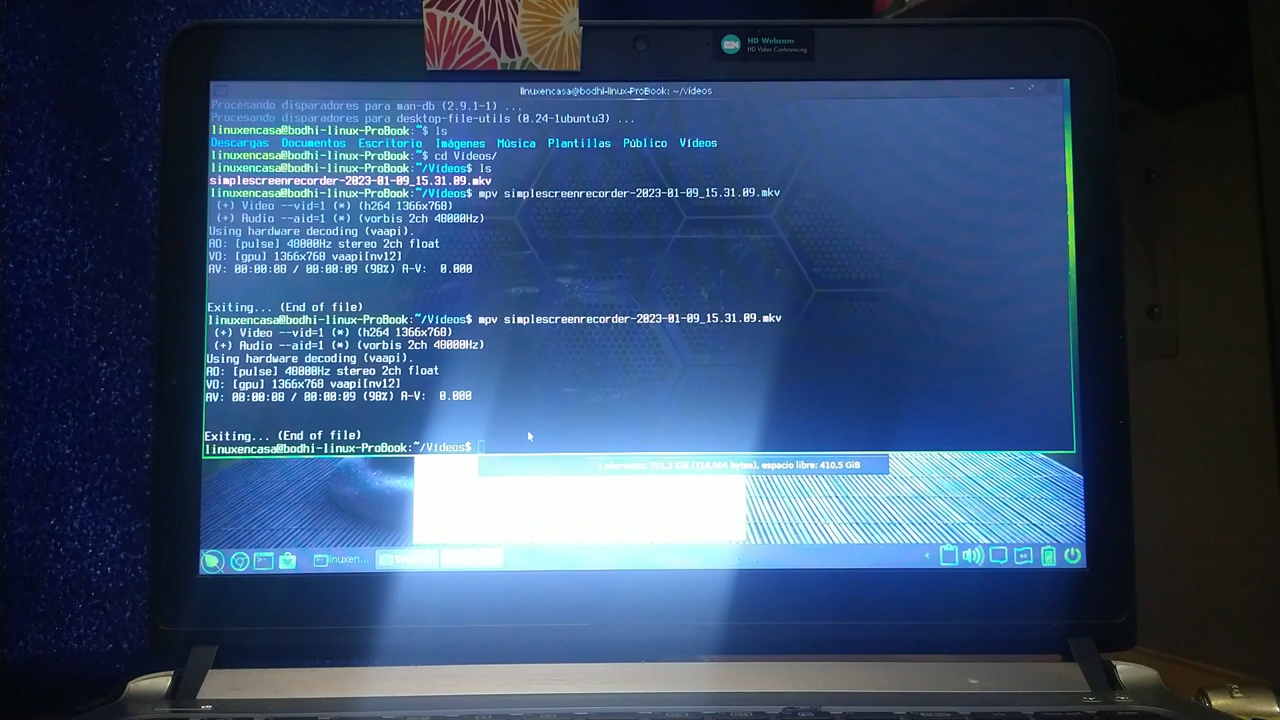 HD Webcam
HD Video Conferencing
linuxencasa@bodhi-linux-ProBook: ~/Vídeos
Procesando disparadores para man-db (2.9.1-1) ...
Procesando disparadores para desktop-file-utils (0.24-1ubuntu3) ...
linuxencasa@bodhi-linux-ProBook:~$ ls
Descargas Documentos Escritorio Imágenes Música Plantillas Público Vídeos
linuxencasa@bodhi-linux-ProBook:~$ cd Vídeos/
linuxencasa@bodhi-linux-ProBook:~/Vídeos$ ls
simplescreenrecorder-2023-01-09_15.31.09.mkv
linuxencasa@bodhi-linux-ProBook:~/Vídeos$ mpv simplescreenrecorder-2023-01-09_15.31.09.mkv
(+) Video --vid=1 (*) (h264 1366x768)
(+) Audio --aid=1 (*) (vorbis 2ch 48000Hz)
Using hardware decoding (vaapi).
AO: [pulse] 48000Hz stereo 2ch float
VO: [gpu] 1366x768 vaapi[nv12]
AV: 00:00:08 / 00:00:09 (98%) A-V: 0.000
Exiting... (End of file)
linuxencasa@bodhi-linux-ProBook:~/Vídeos$ mpv simplescreenrecorder-2023-01-09_15.31.09.mkv
(+) Video --vid=1 (*) (h264 1366x768)
(+) Audio --aid=1 (*) (vorbis 2ch 48000Hz)
Using hardware decoding (vaapi).
AO: [pulse] 48000Hz stereo 2ch float
VO: [gpu] 1366x768 vaapi[nv12]
AV: 00:00:08 / 00:00:09 (98%) A-V: 0.000
Exiting... (End of file)
linuxencasa@bodhi-linux-ProBook:~/Vídeos$
1 elemento: 701,2 KiB (718.004 bytes), espacio libre: 410,5 GiB
linuxen...